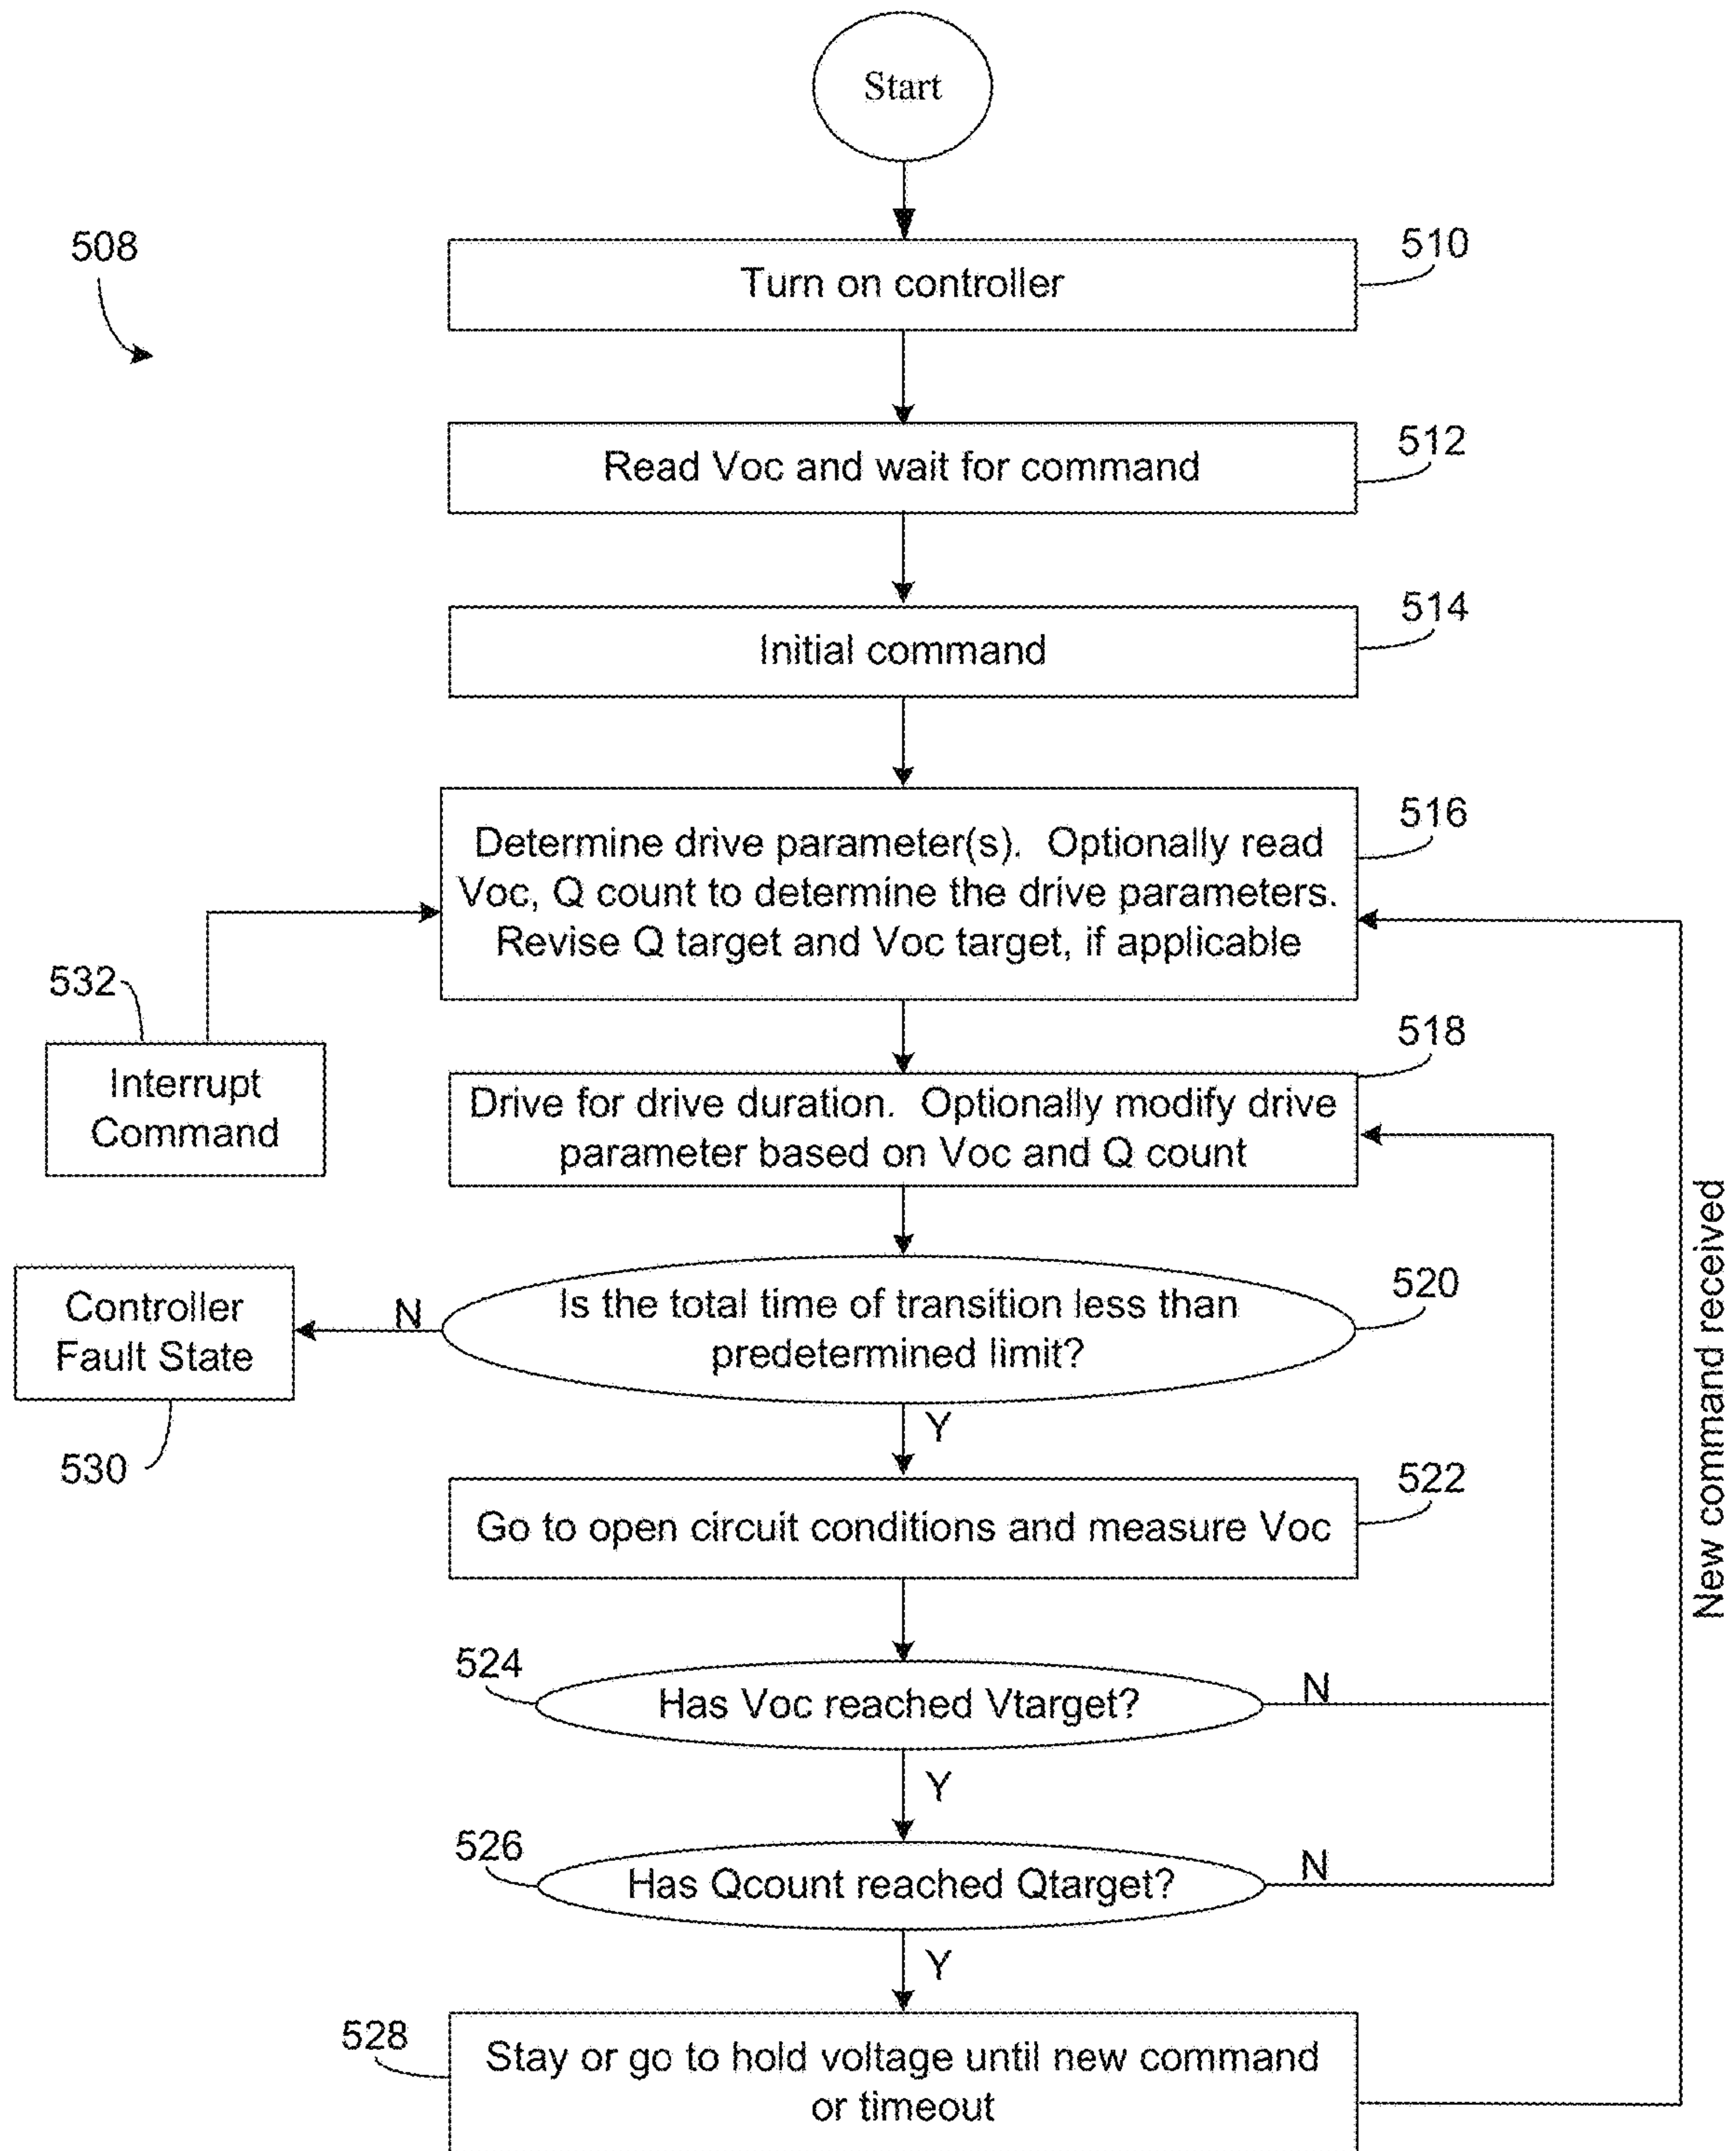 Start
508
510
Turn on controller
512
Read Voc and wait for command
514
Initial command
516
Determine drive parameter(s). Optionally read
Voc, Q count to determine the drive parameters.
Revise Q target and Voc target, if applicable
532
Interrupt
Command
518
Drive for drive duration. Optionally modify drive
parameter based on Voc and Q count
New command received
520
Is the total time of transition less than
predetermined limit?
N
Controller
Fault State
530
Y
522
Go to open circuit conditions and measure Voc
524
Has Voc reached Vtarget?
N
Y
526
Has Qcount reached Qtarget?
N
Y
528
Stay or go to hold voltage until new command
or timeout